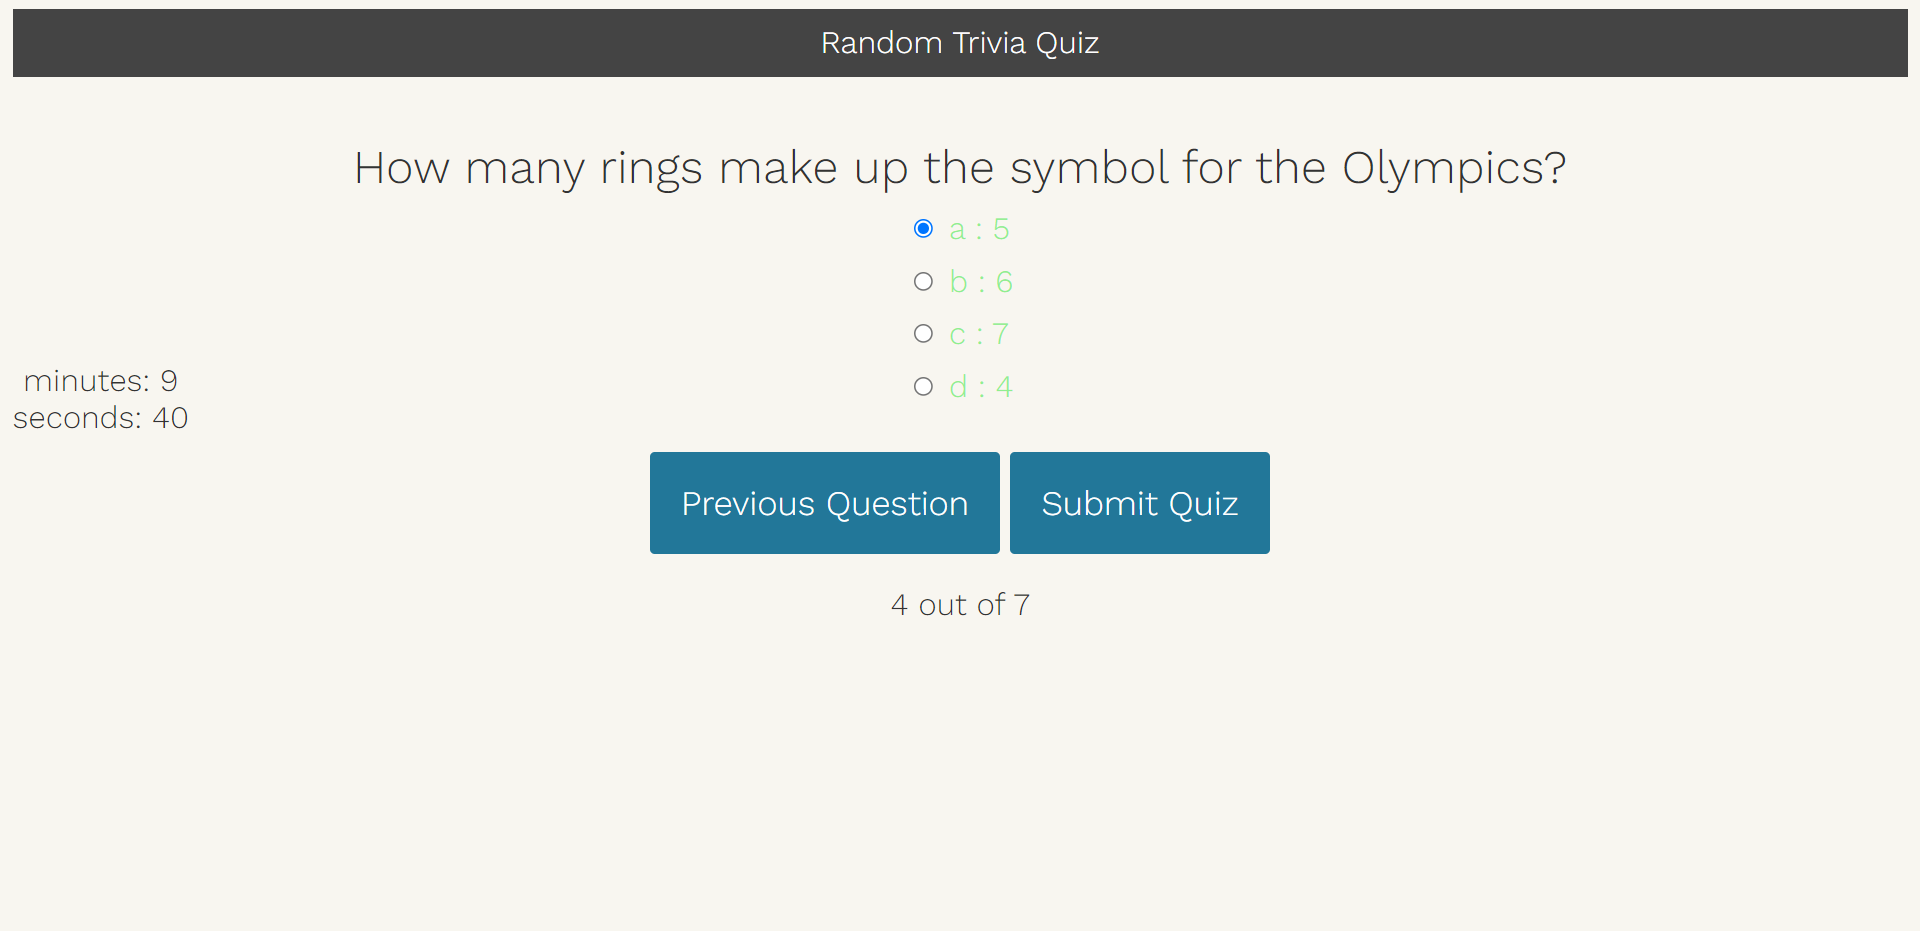 Random Trivia Quiz
How many rings make up the symbol for the Olympics?
a : 5
b : 6
c : 7
d : 4
minutes: 9
seconds: 40
Previous Question
Submit Quiz
4 out of 7